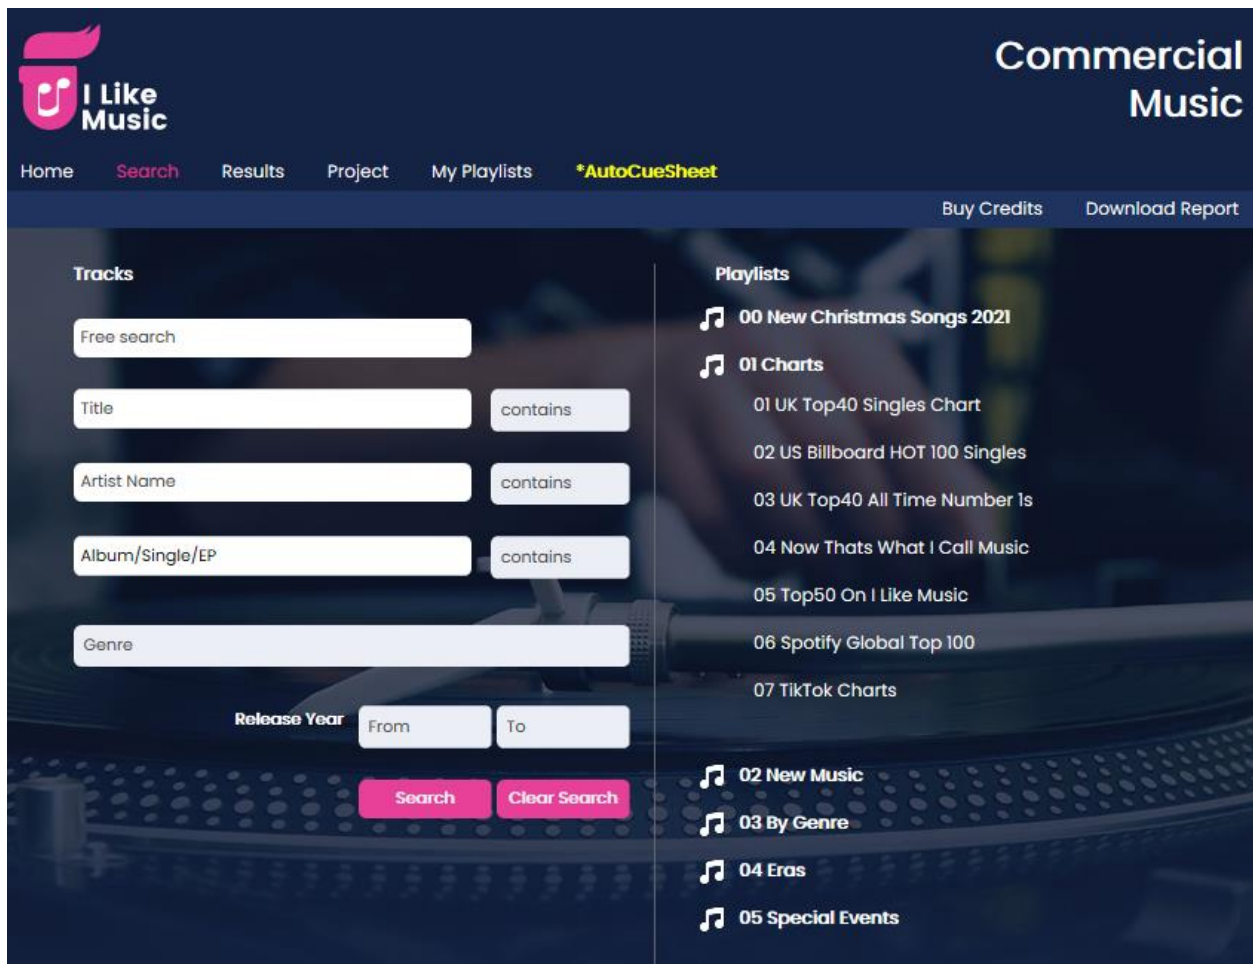 I Like
Music
Commercial
Music
Home Search Results Project My Playlists *AutoCueSheet
Buy Credits Download Report
Tracks
Free search
Title contains
Artist Name contains
Album/Single/EP contains
Genre
Release Year From To
Search Clear Search
Playlists
00 New Christmas Songs 2021
01 Charts
01 UK Top40 Singles Chart
02 US Billboard HOT 100 Singles
03 UK Top40 All Time Number 1s
04 Now Thats What I Call Music
05 Top50 On I Like Music
06 Spotify Global Top 100
07 TikTok Charts
02 New Music
03 By Genre
04 Eras
05 Special Events